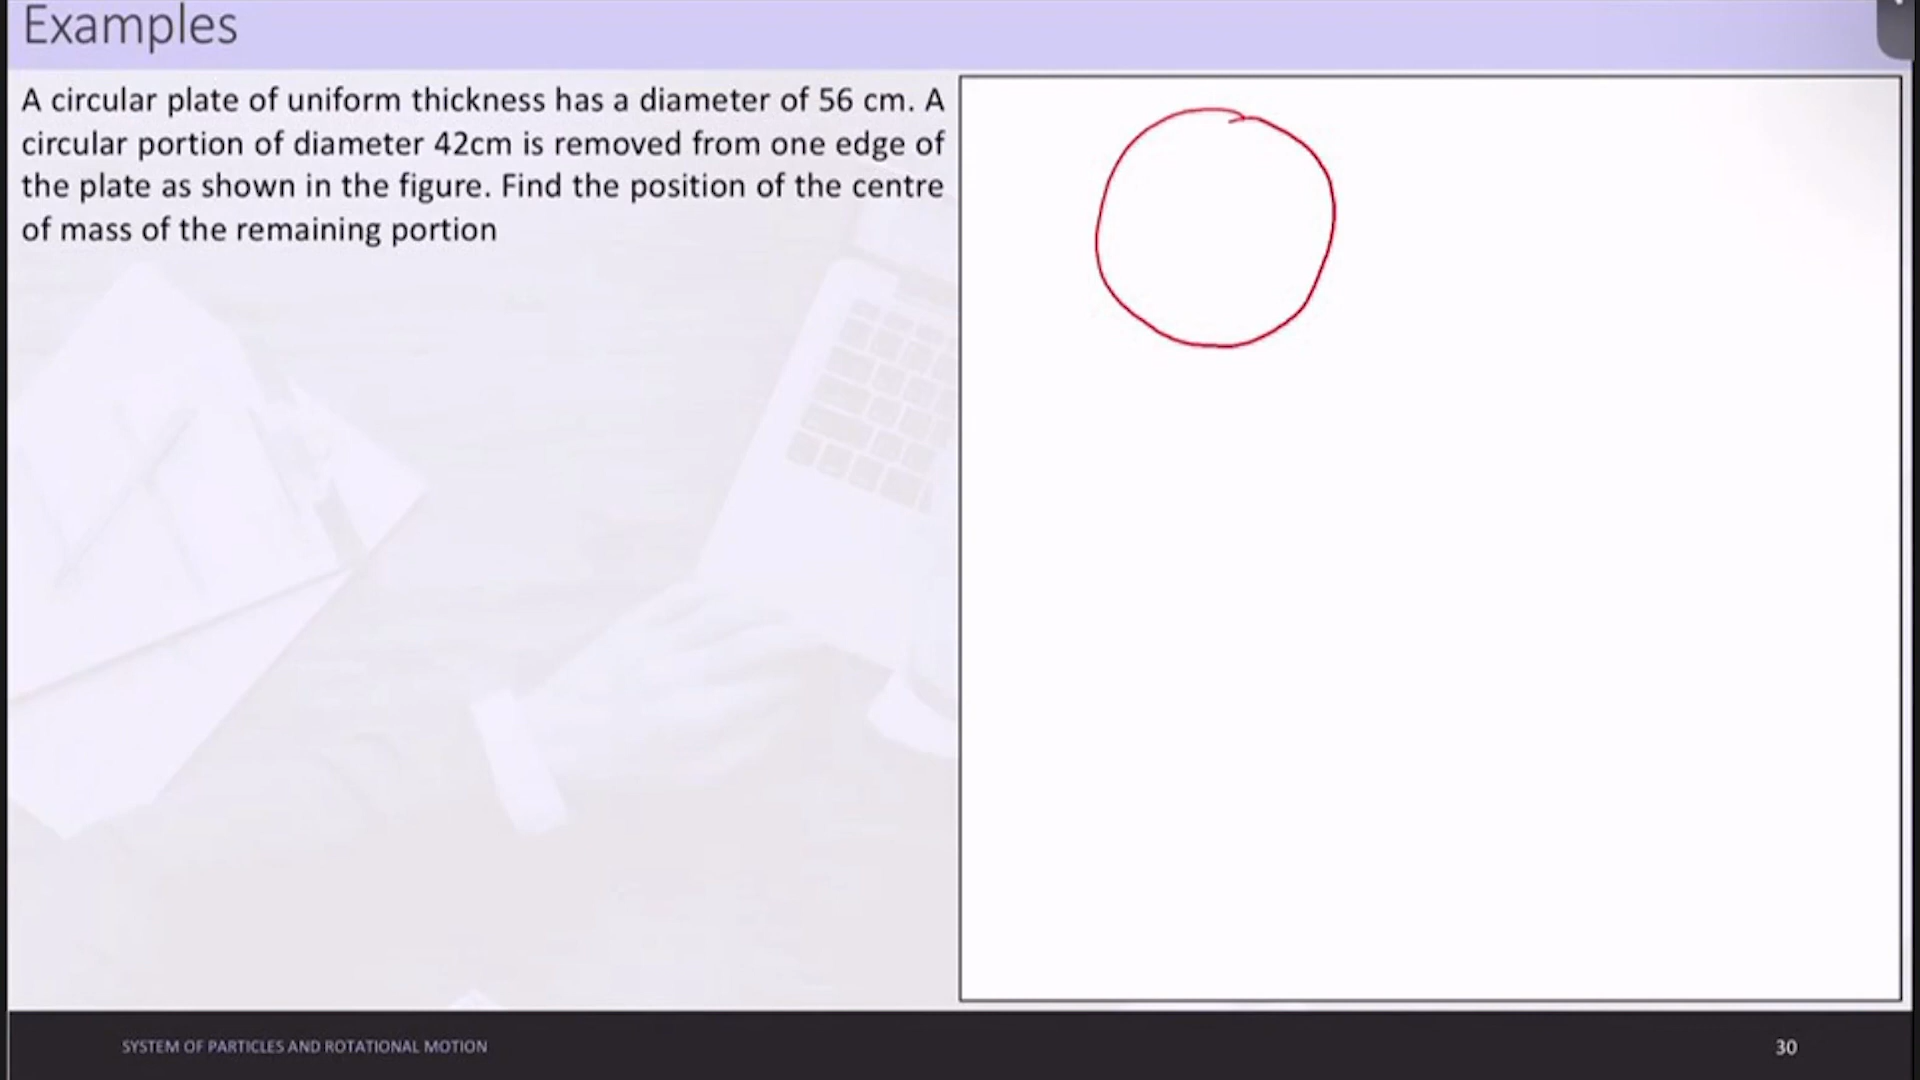 Examples
A circular plate of uniform thickness has a diameter of 56 cm. A
circular portion of diameter 42cm is removed from one edge of
the plate as shown in the figure. Find the position of the centre
of mass of the remaining portion
SYSTEM OF PARTICLES AND ROTATIONAL MOTION
30